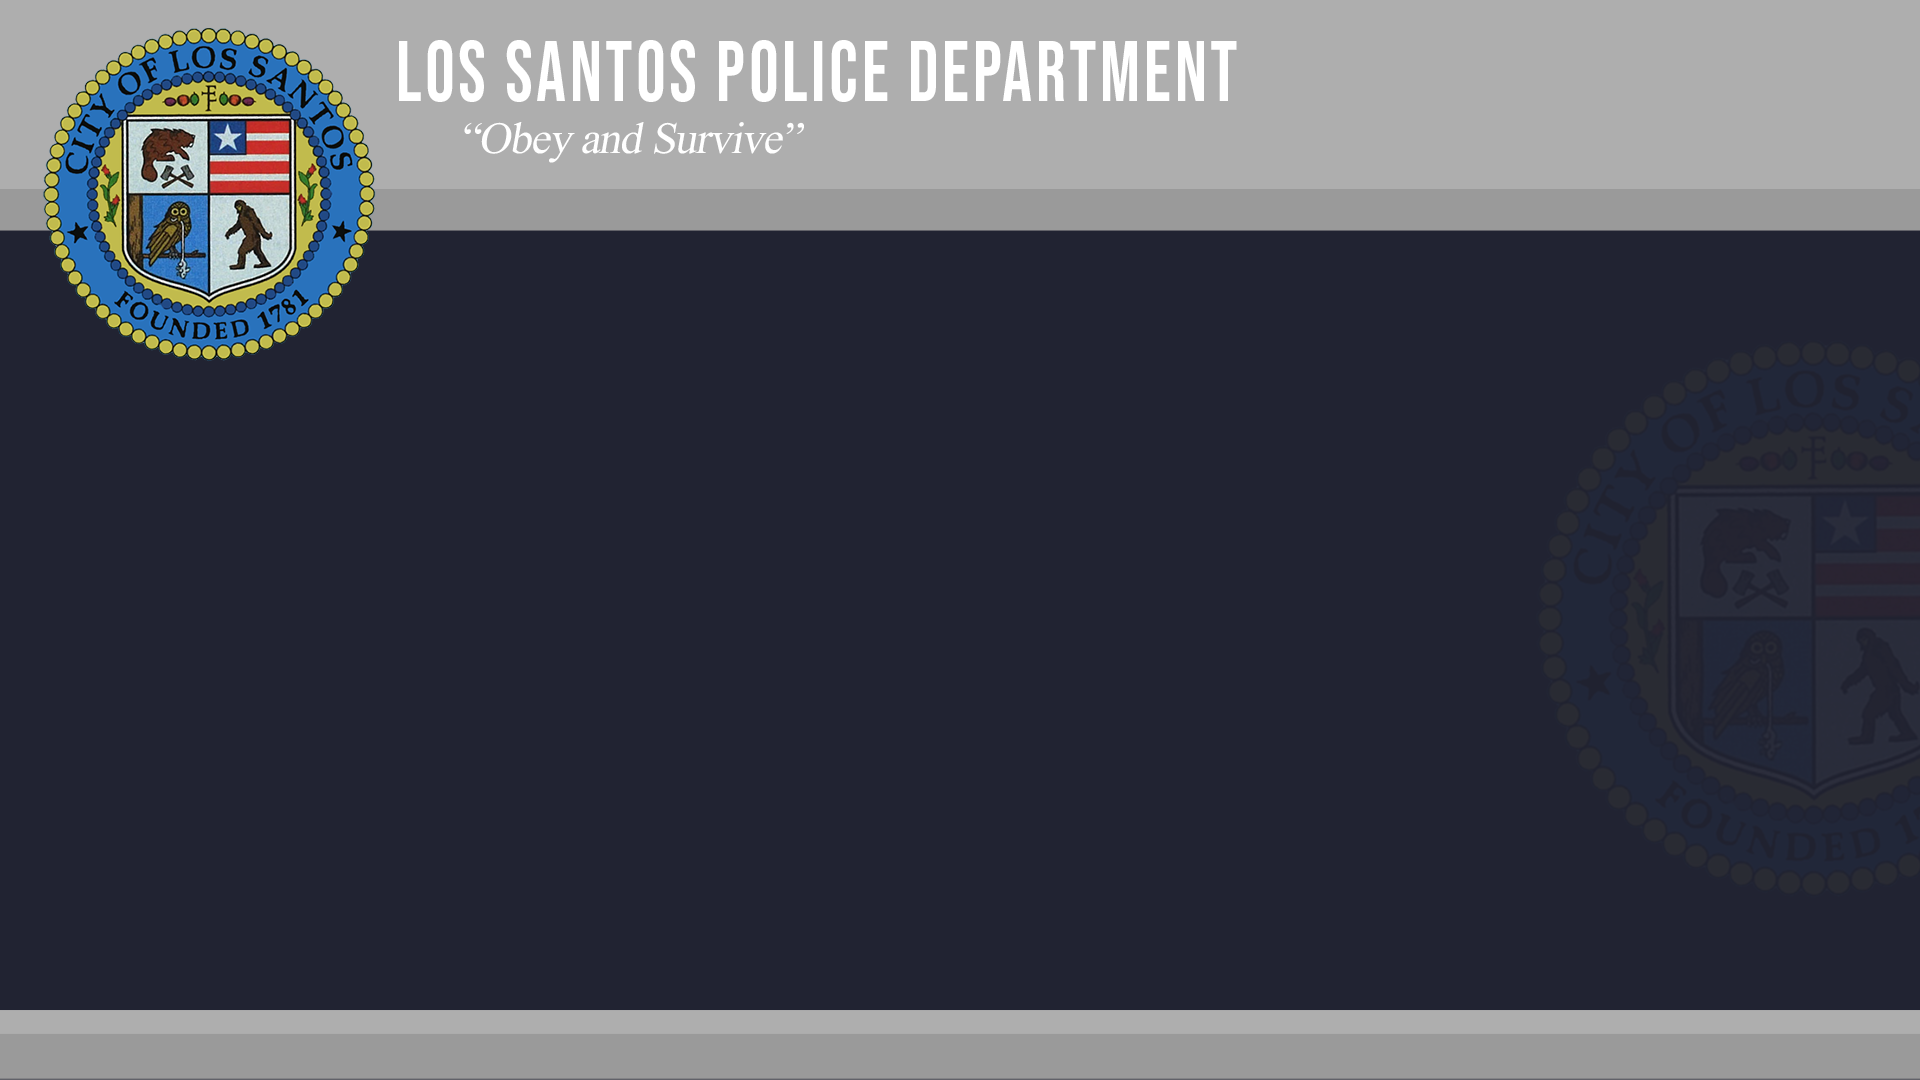 LOS SANTOS POLICE DEPARTMENT
“Obey and Survive”
CITY OF LOS SANTOS
FOUNDED 1781
CITY OF LOS S
FOUNDED 1